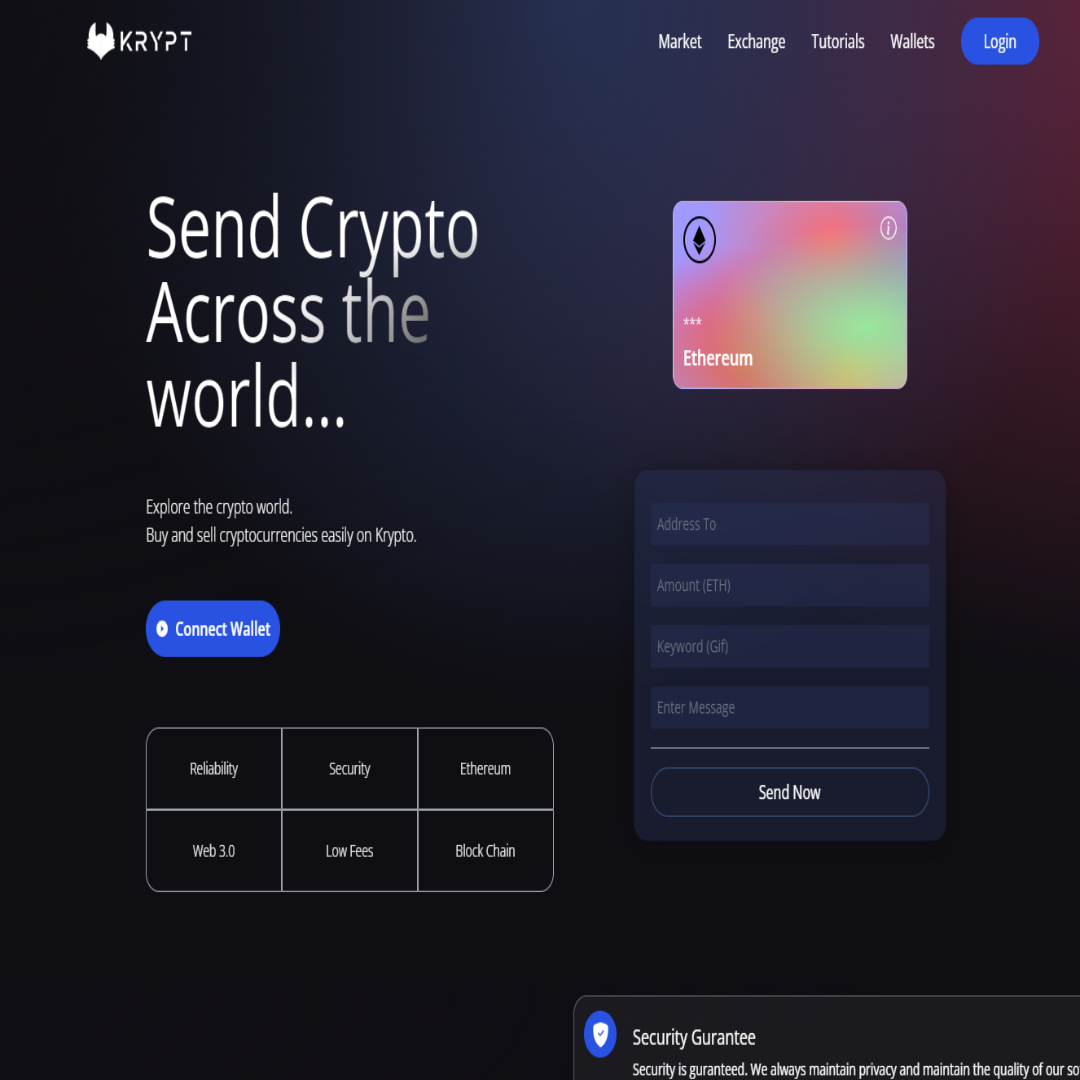 KRYPT
Market
Exchange
Tutorials
Wallets
Login
Send Crypto
Across the
world...
Explore the crypto world.
Buy and sell cryptocurrencies easily on Krypto.
Connect Wallet
Reliability
Security
Ethereum
Web 3.0
Low Fees
Block Chain
i
***
Ethereum
Address To
Amount (ETH)
Keyword (Gif)
Enter Message
Send Now
Security Gurantee
Security is guranteed. We always maintain privacy and maintain the quality of our so